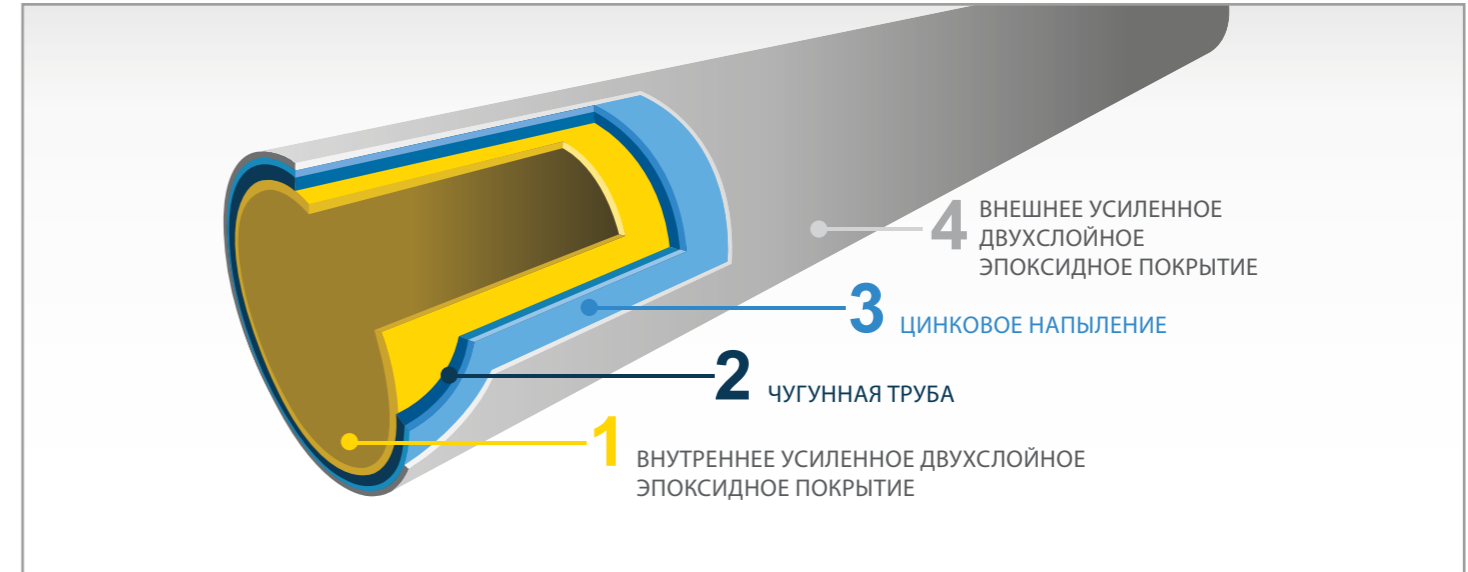 4 ВНЕШНЕЕ УСИЛЕННОЕ
ДВУХСЛОЙНОЕ
ЭПОКСИДНОЕ ПОКРЫТИЕ
3 ЦИНКОВОЕ НАПЫЛЕНИЕ
2 ЧУГУННАЯ ТРУБА
1 ВНУТРЕННЕЕ УСИЛЕННОЕ ДВУХСЛОЙНОЕ
ЭПОКСИДНОЕ ПОКРЫТИЕ